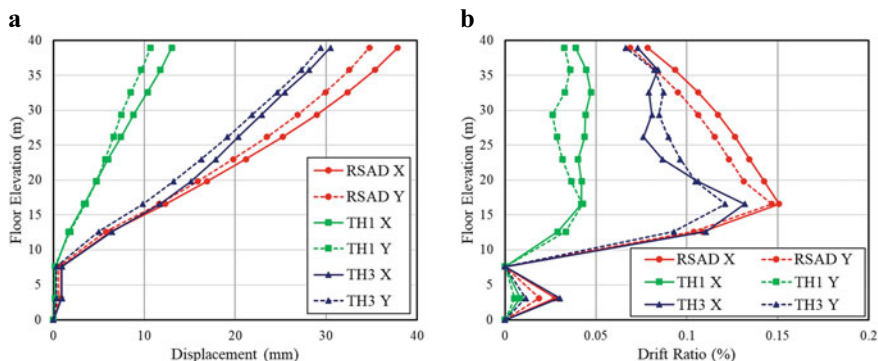 a
40
35
30
25
20
15
10
5
0
Floor Elevation (m)
RSAD X
RSAD Y
TH1 X
TH1 Y
TH3 X
TH3 Y
0 10 20 30 40
Displacement (mm)
b
40
35
30
25
20
15
10
5
0
Floor Elevation (m)
RSAD X RSAD Y
TH1 X TH1 Y
TH3 X TH3 Y
0 0.05 0.1 0.15 0.2
Drift Ratio (%)